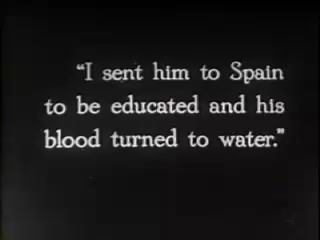 “I sent him to Spain
to be educated and his
blood turned to water.”